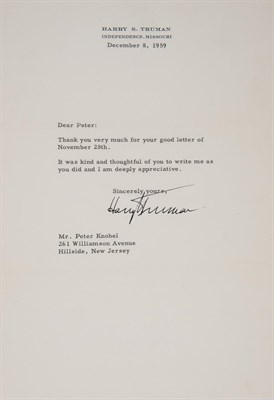 HARRY S. TRUMAN
INDEPENDENCE, MISSOURI
December 8, 1959
Dear Peter:
Thank you very much for your good letter of
November 28th.
It was kind and thoughtful of you to write me as
you did and I am deeply appreciative.
Sincerely yours,
Harry S Truman
Mr. Peter Knobel
261 Williamson Avenue
Hillside, New Jersey